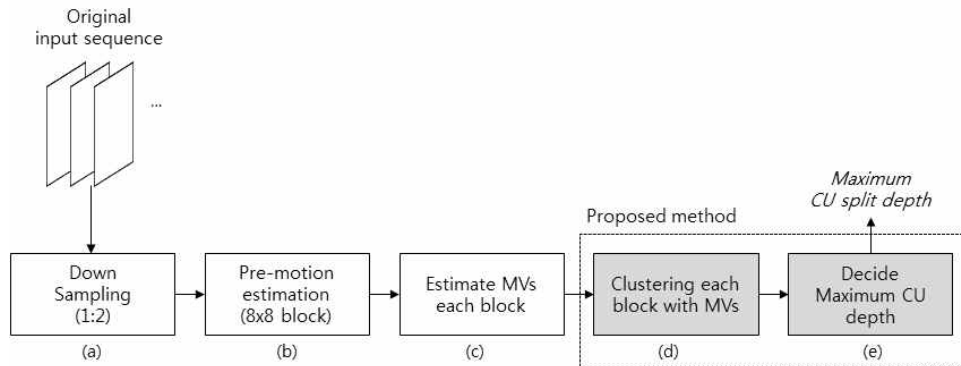 Original
input sequence
...
Maximum
CU split depth
Proposed method
Down
Sampling
(1:2)
Pre-motion
estimation
(8x8 block)
Estimate MVs
each block
Clustering each
block with MVs
Decide
Maximum CU
depth
(a)
(b)
(c)
(d)
(e)